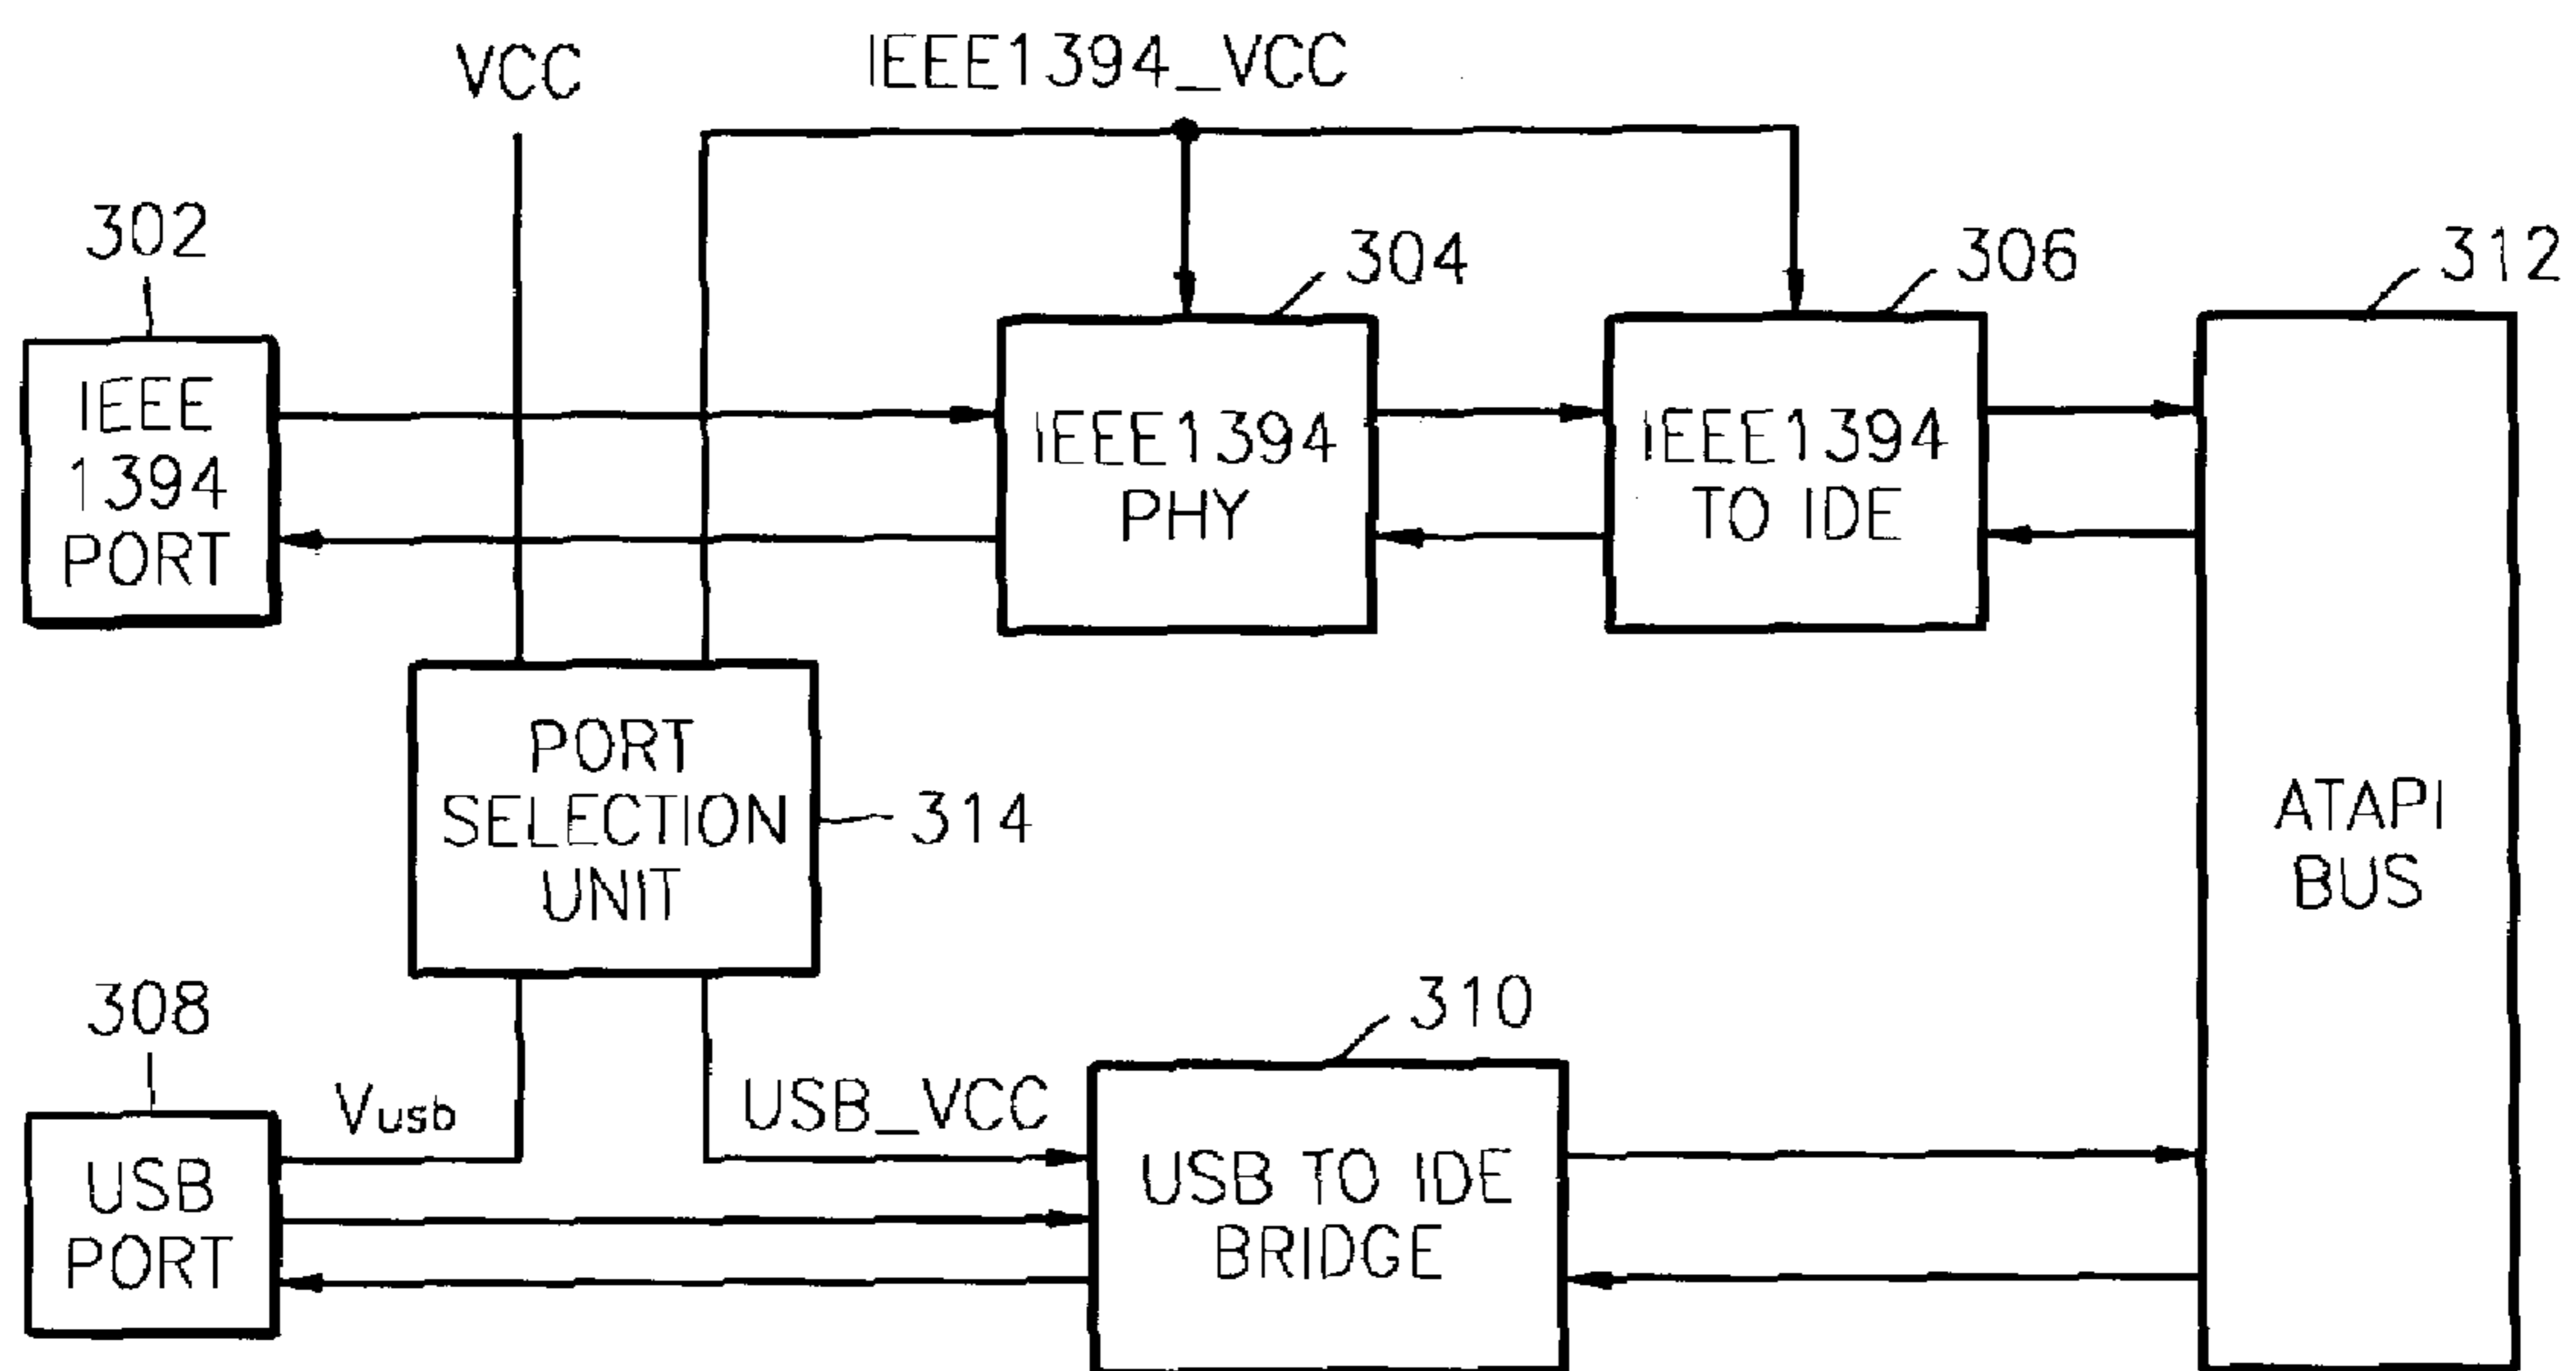 VCC
IEEE1394_VCC
302
304
306
312
IEEE
1394
PORT
IEEE1394
PHY
IEEE1394
TO IDE
PORT
SELECTION
UNIT
314
ATAPI
BUS
308
310
Vusb
USB_VCC
USB
PORT
USB TO IDE
BRIDGE